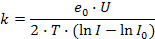 k = e₀ · U / 2 · T · (ln I − ln I₀)